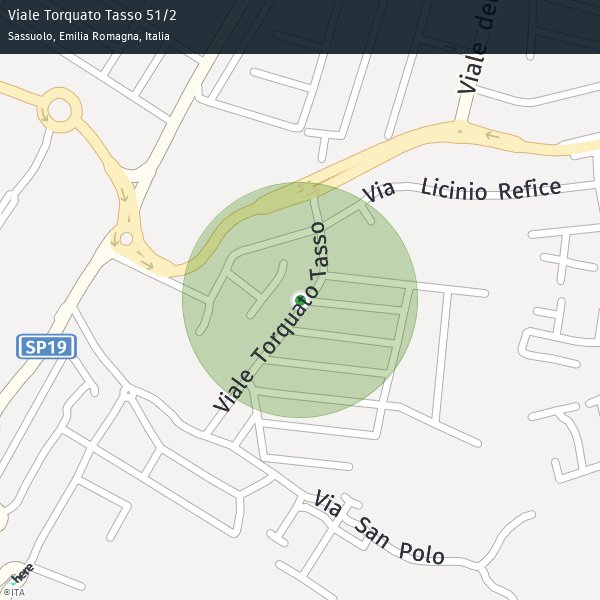 Viale Torquato Tasso 51/2
Sassuolo, Emilia Romagna, Italia
Viale del
Via Licinio Refice
Viale Torquato Tasso
SP19
Via San Polo
here
©ITA